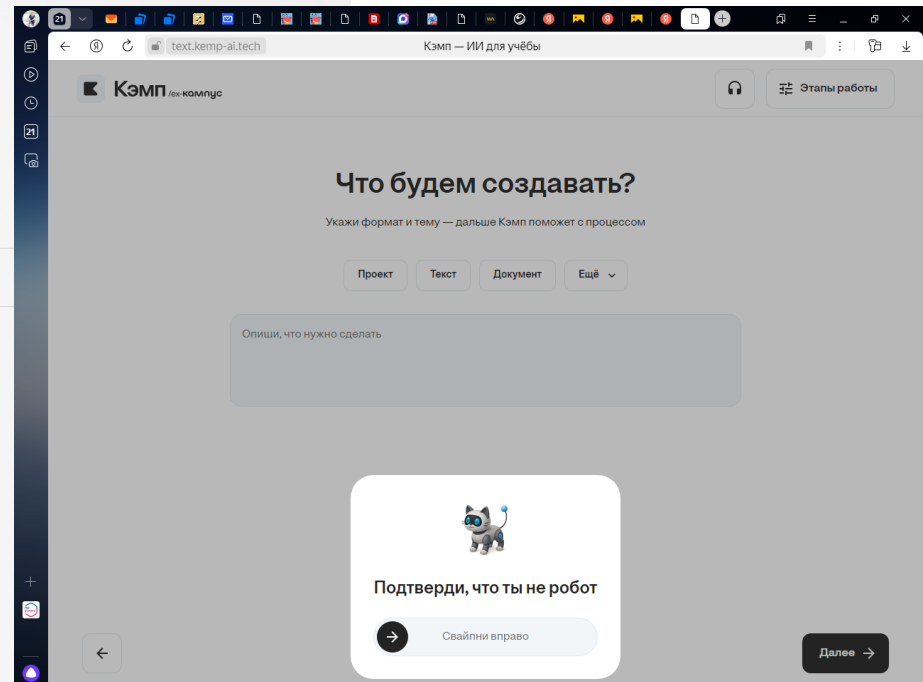 21
text.kemp-ai.tech
Кэмп — ИИ для учёбы
21
Кэмп /ex-кампус
Этапы работы
Что будем создавать?
Укажи формат и тему — дальше Кэмп поможет с процессом
Проект
Текст
Документ
Ещё
Опиши, что нужно сделать
Подтверди, что ты не робот
Свайпни вправо
Далее